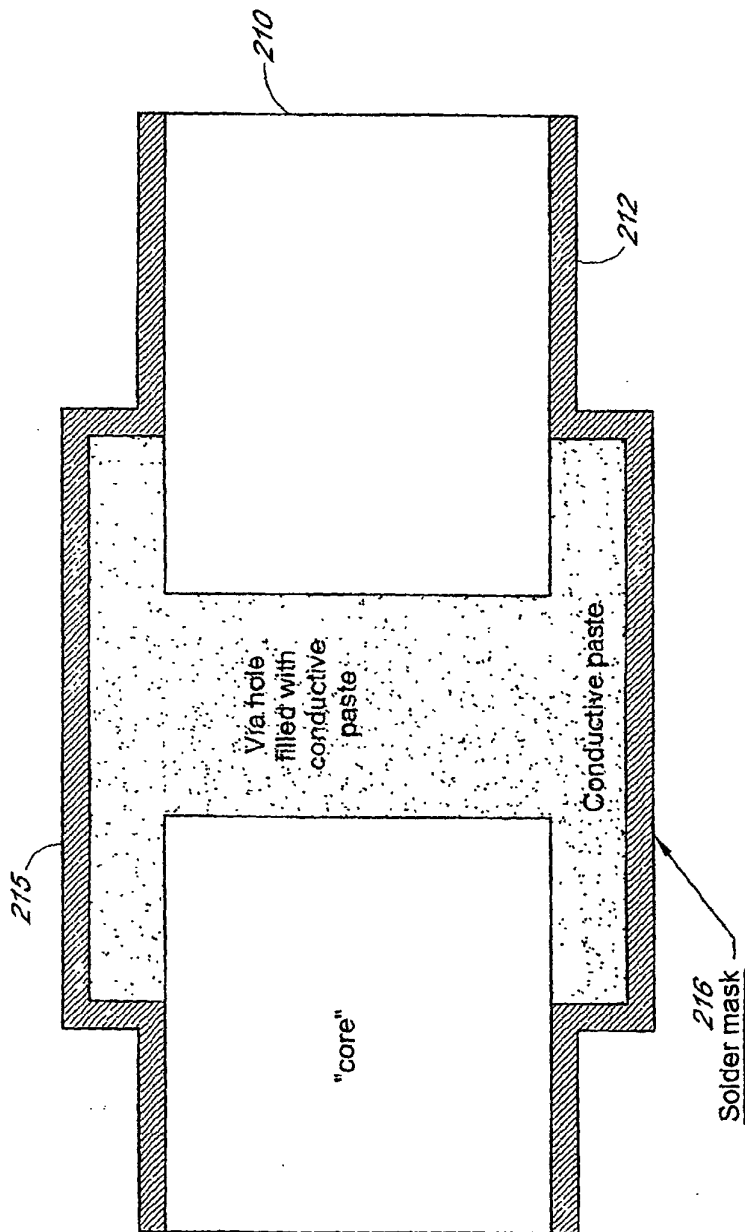 210
212
215
Via hole
filled with
conductive
paste
Conductive paste
"core"
216
Solder mask